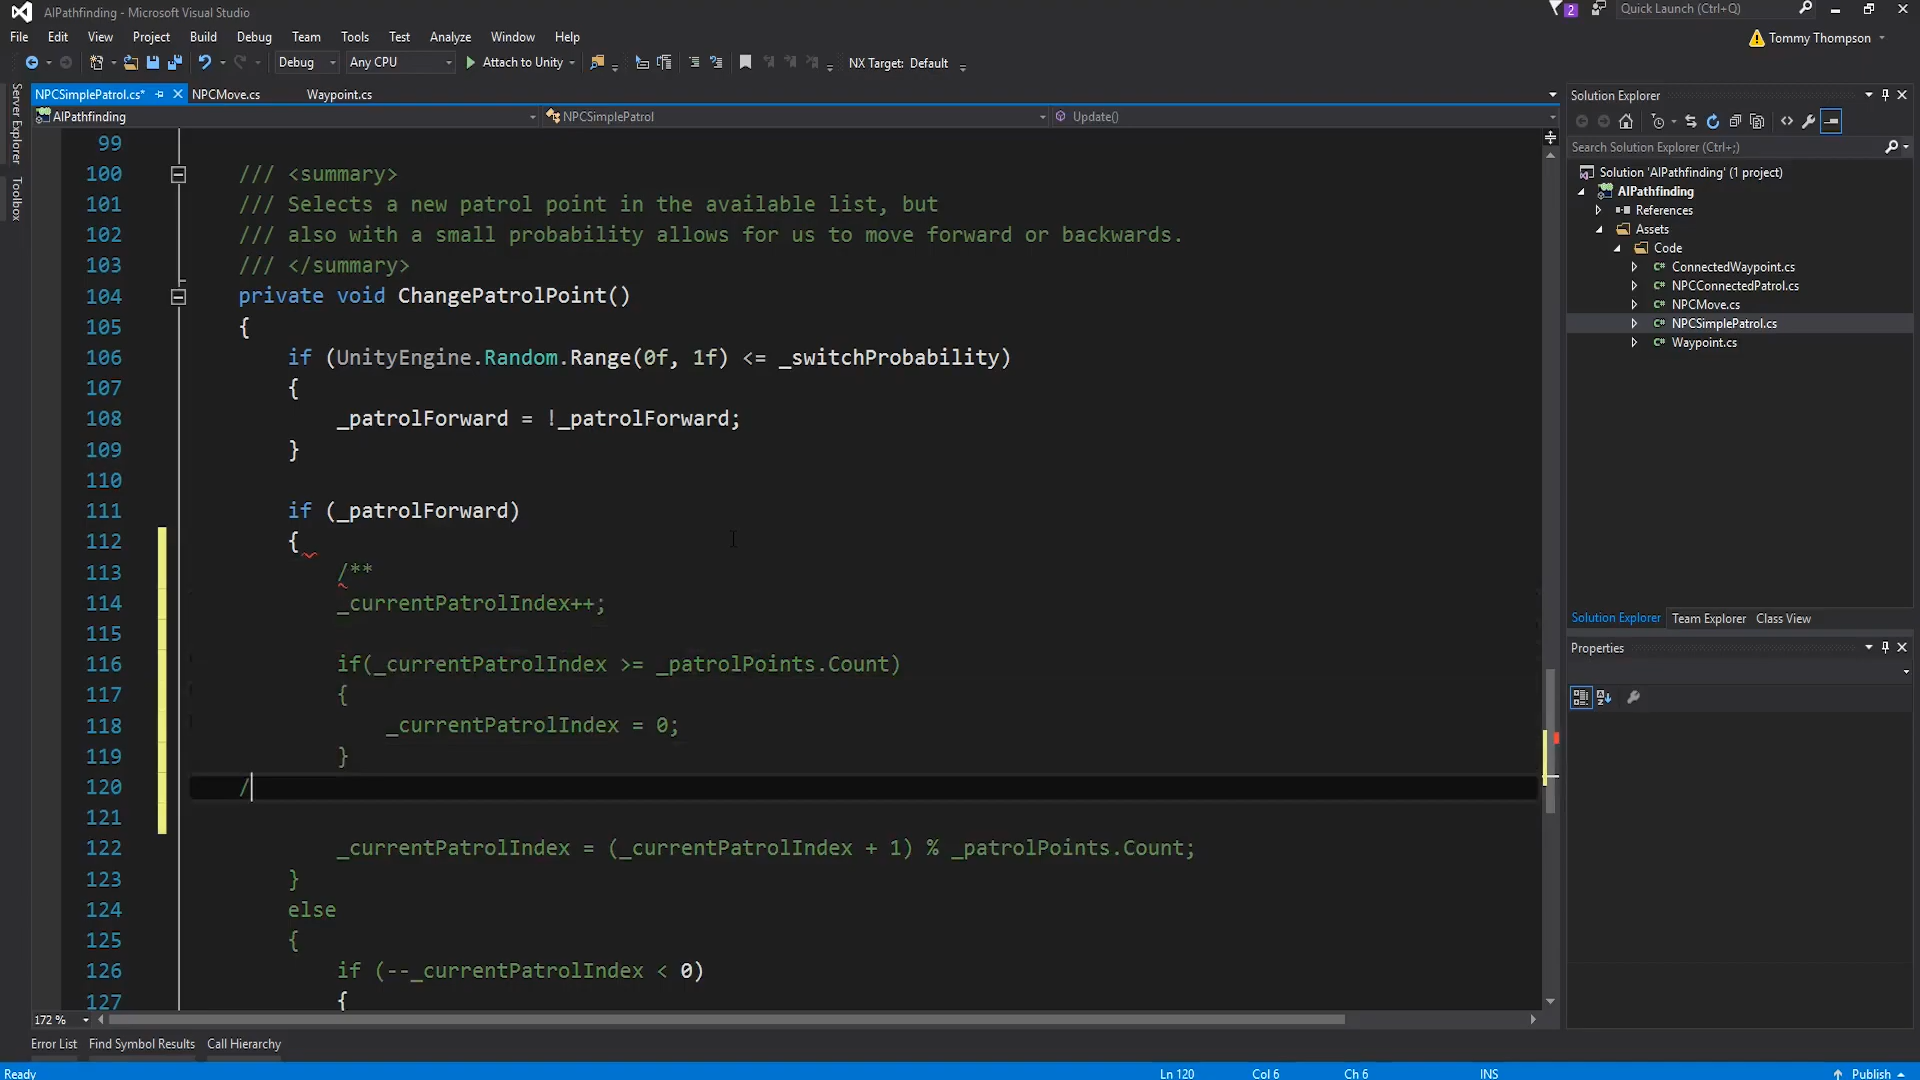 AIPathfinding - Microsoft Visual Studio
2
Quick Launch (Ctrl+Q)
File Edit View Project Build Debug Team Tools Test Analyze Window Help
Tommy Thompson
Debug Any CPU Attach to Unity NX Target: Default
NPCSimplePatrol.cs* NPCMove.cs Waypoint.cs
AIPathfinding NPCSimplePatrol Update()
Server Explorer
Toolbox
99
100 /// <summary>
101 /// Selects a new patrol point in the available list, but
102 /// also with a small probability allows for us to move forward or backwards.
103 /// </summary>
104 private void ChangePatrolPoint()
105 {
106 if (UnityEngine.Random.Range(0f, 1f) <= _switchProbability)
107 {
108 _patrolForward = !_patrolForward;
109 }
110
111 if (_patrolForward)
112 {
113 /**
114 _currentPatrolIndex++;
115
116 if(_currentPatrolIndex >= _patrolPoints.Count)
117 {
118 _currentPatrolIndex = 0;
119 }
120 /
121
122 _currentPatrolIndex = (_currentPatrolIndex + 1) % _patrolPoints.Count;
123 }
124 else
125 {
126 if (--_currentPatrolIndex < 0)
127 {
172 %
Solution Explorer
Search Solution Explorer (Ctrl+;)
Solution 'AIPathfinding' (1 project)
AIPathfinding
References
Assets
Code
ConnectedWaypoint.cs
NPCConnectedPatrol.cs
NPCMove.cs
NPCSimplePatrol.cs
Waypoint.cs
Solution Explorer Team Explorer Class View
Properties
Error List Find Symbol Results Call Hierarchy
Ready Ln 120 Col 6 Ch 6 INS Publish